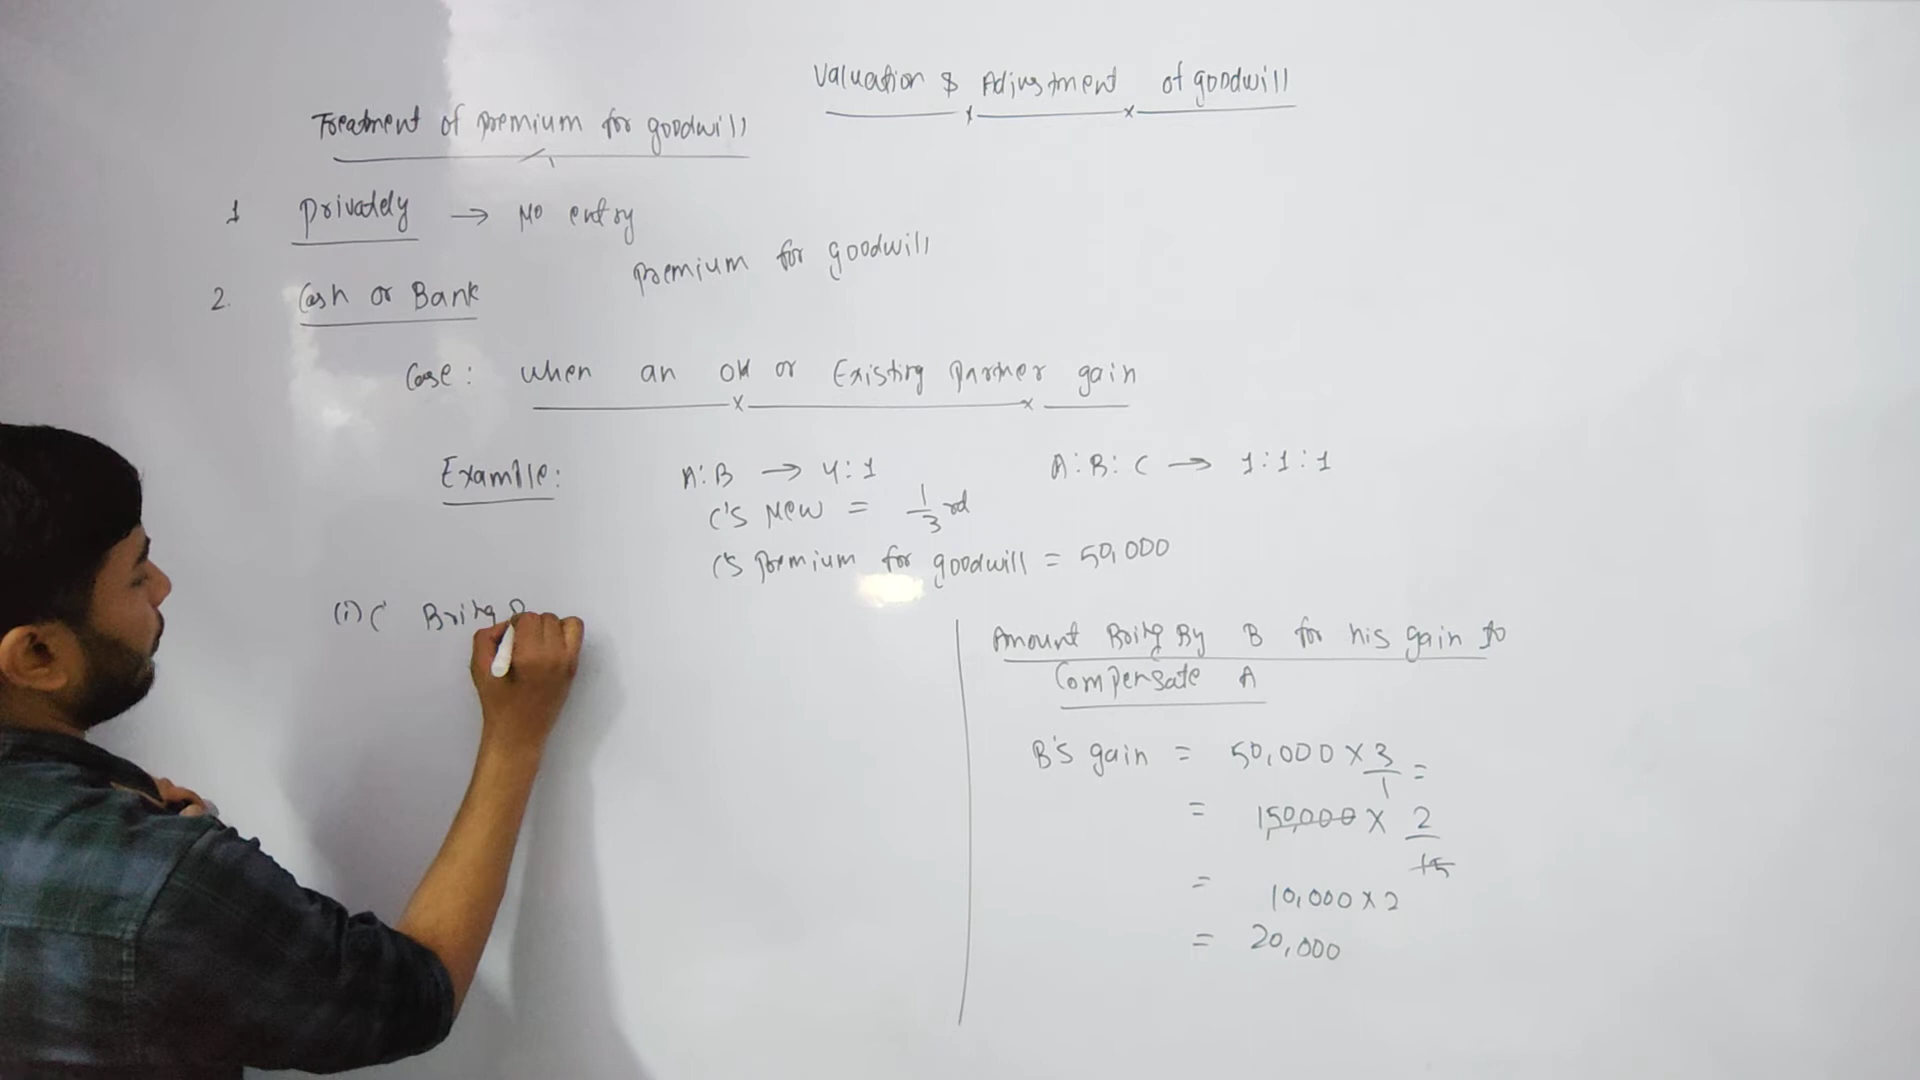 Valuation & Adjustment of goodwill
Treatment of premium for goodwill
1 Privately → No entry
premium for goodwill
2. Cash or Bank
Case: when an old or Existing partner gain
Example: A:B → 4:1 A:B:C → 1:1:1
C's New = 1/3 rd
C's premium for goodwill = 50,000
(i) C Bring
Amount Bring By B for his gain to
Compensate A
B's gain = 50,000 × 3/1 =
= 150,000 × 2/15
= 10,000 × 2
= 20,000